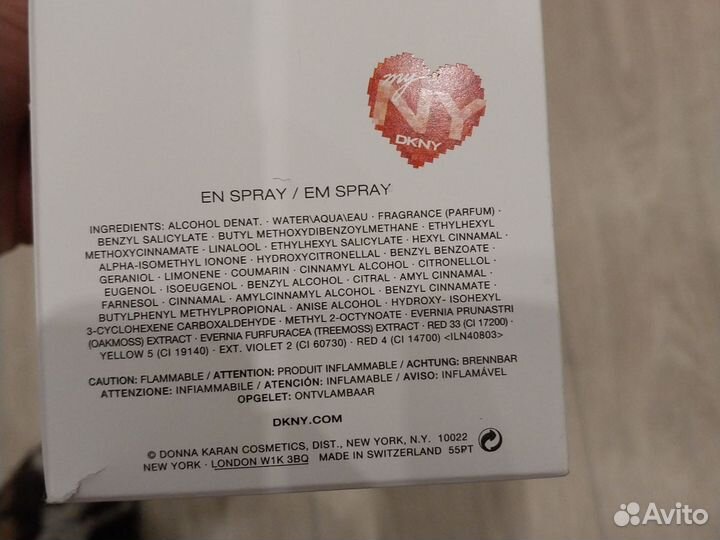 my
NY
DKNY
EN SPRAY / EM SPRAY
INGREDIENTS: ALCOHOL DENAT. · WATER\AQUA\EAU · FRAGRANCE (PARFUM) ·
BENZYL SALICYLATE · BUTYL METHOXYDIBENZOYLMETHANE · ETHYLHEXYL
METHOXYCINNAMATE · LINALOOL · ETHYLHEXYL SALICYLATE · HEXYL CINNAMAL ·
ALPHA-ISOMETHYL IONONE · HYDROXYCITRONELLAL · BENZYL BENZOATE ·
GERANIOL · LIMONENE · COUMARIN · CINNAMYL ALCOHOL · CITRONELLOL ·
EUGENOL · ISOEUGENOL · BENZYL ALCOHOL · CITRAL · AMYL CINNAMAL ·
FARNESOL · CINNAMAL · AMYLCINNAMYL ALCOHOL · ANISE ALCOHOL · HYDROXY- ISOHEXYL
BUTYLPHENYL METHYLPROPIONAL
3-CYCLOHEXENE CARBOXALDEHYDE · METHYL 2-OCTYNOATE · EVERNIA PRUNASTRI
(OAKMOSS) EXTRACT · EVERNIA FURFURACEA (TREEMOSS) EXTRACT · RED 33 (CI 17200) ·
YELLOW 5 (CI 19140) · EXT. VIOLET 2 (CI 60730) · RED 4 (CI 14700) <ILN40803>
CAUTION: FLAMMABLE / ATTENTION: PRODUIT INFLAMMABLE / ACHTUNG: BRENNBAR
ATTENZIONE: INFIAMMABILE / ATENCIÓN: INFLAMABLE / AVISO: INFLAMÁVEL
OPGELET: ONTVLAMBAAR
DKNY.COM
© DONNA KARAN COSMETICS, DIST., NEW YORK, N.Y. 10022
NEW YORK · LONDON W1K 3BQ MADE IN SWITZERLAND 55PT
Avito